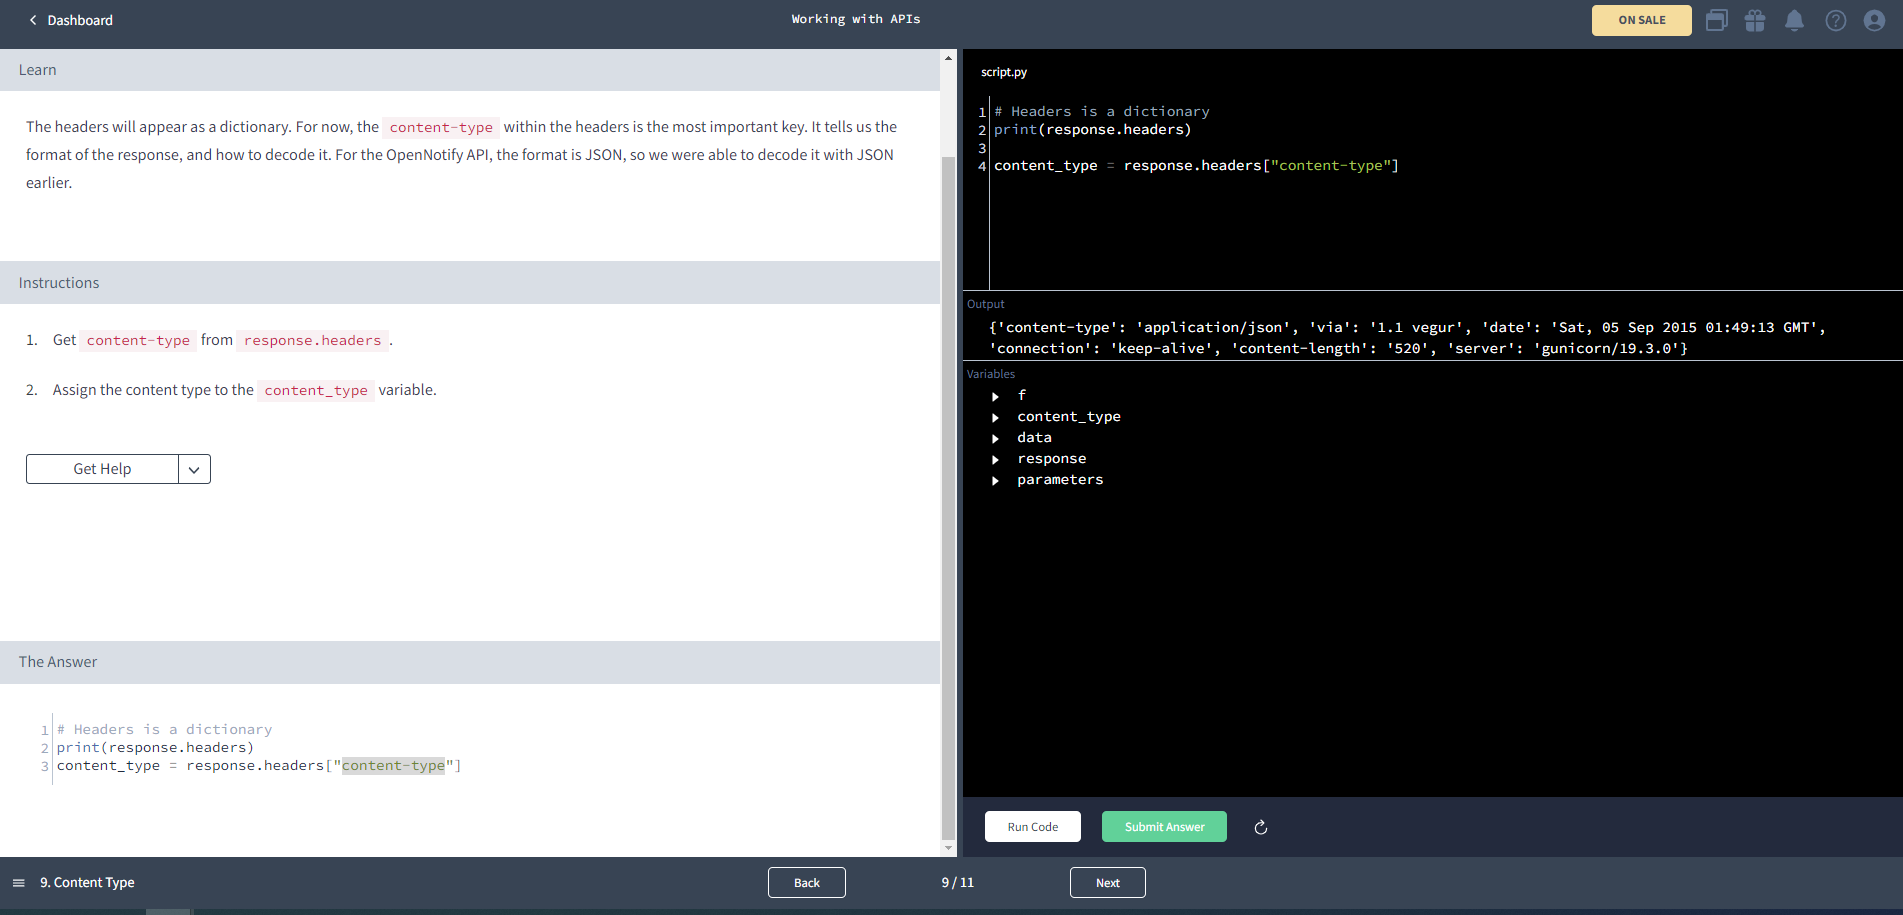 Dashboard
Working with APIs
ON SALE
Learn
The headers will appear as a dictionary. For now, the content-type within the headers is the most important key. It tells us the
format of the response, and how to decode it. For the OpenNotify API, the format is JSON, so we were able to decode it with JSON
earlier.
Instructions
1. Get content-type from response.headers .
2. Assign the content type to the content_type variable.
Get Help
The Answer
1 # Headers is a dictionary
2 print(response.headers)
3 content_type = response.headers["content-type"]
script.py
1 # Headers is a dictionary
2 print(response.headers)
3
4 content_type = response.headers["content-type"]
Output
{'content-type': 'application/json', 'via': '1.1 vegur', 'date': 'Sat, 05 Sep 2015 01:49:13 GMT',
'connection': 'keep-alive', 'content-length': '520', 'server': 'gunicorn/19.3.0'}
Variables
f
content_type
data
response
parameters
Run Code
Submit Answer
9. Content Type
Back
9 / 11
Next